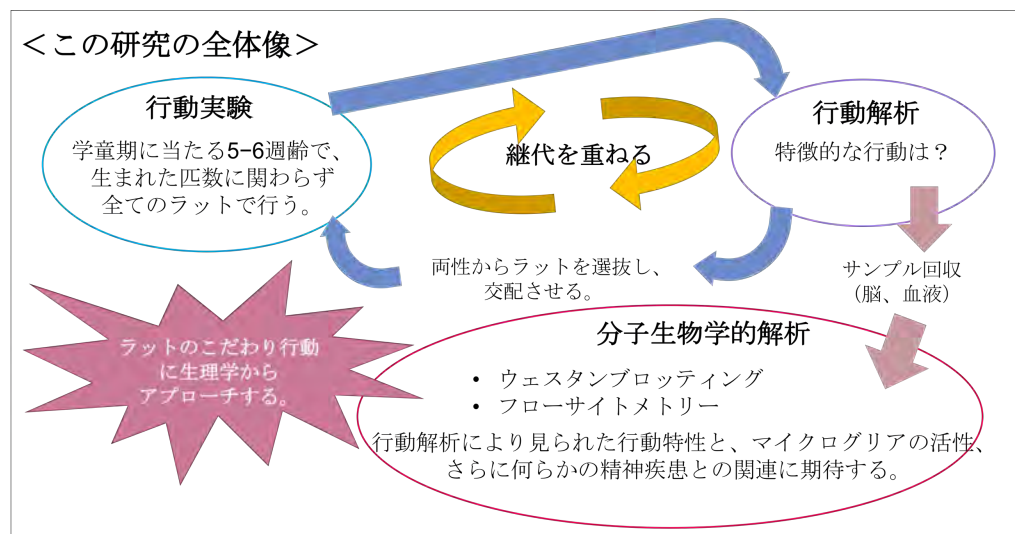 ＜この研究の全体像＞
行動実験
学童期に当たる5−6週齢で、
生まれた匹数に関わらず
全てのラットで行う。
継代を重ねる
行動解析
特徴的な行動は？
両性からラットを選抜し、
交配させる。
サンプル回収
（脳、血液）
ラットのこだわり行動
に生理学から
アプローチする。
分子生物学的解析
• ウェスタンブロッティング
• フローサイトメトリー
行動解析により見られた行動特性と、マイクログリアの活性、
さらに何らかの精神疾患との関連に期待する。